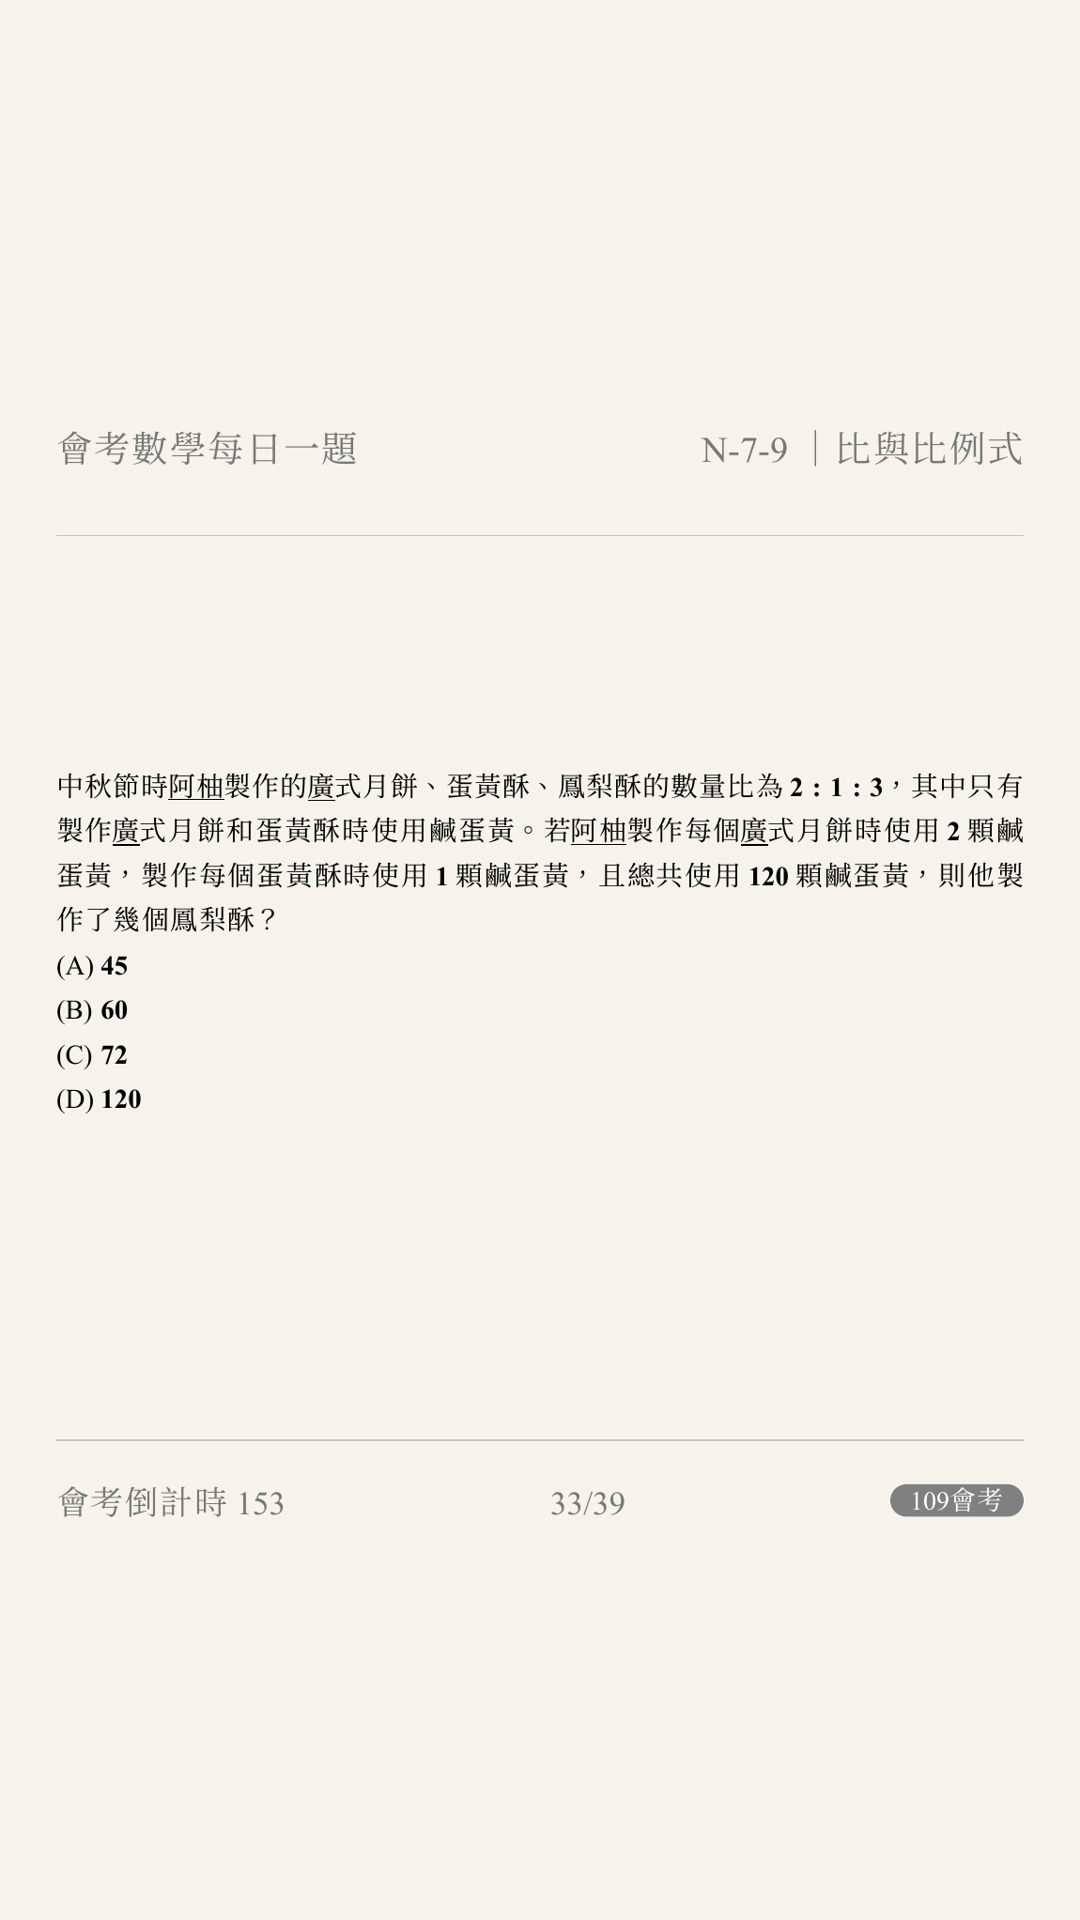 會考數學每日一題
N-7-9 ｜比與比例式
中秋節時阿柚製作的廣式月餅、蛋黃酥、鳳梨酥的數量比為 2 : 1 : 3，其中只有
製作廣式月餅和蛋黃酥時使用鹹蛋黃。若阿柚製作每個廣式月餅時使用 2 顆鹹
蛋黃，製作每個蛋黃酥時使用 1 顆鹹蛋黃，且總共使用 120 顆鹹蛋黃，則他製
作了幾個鳳梨酥？
(A) 45
(B) 60
(C) 72
(D) 120
會考倒計時 153
33/39
109會考